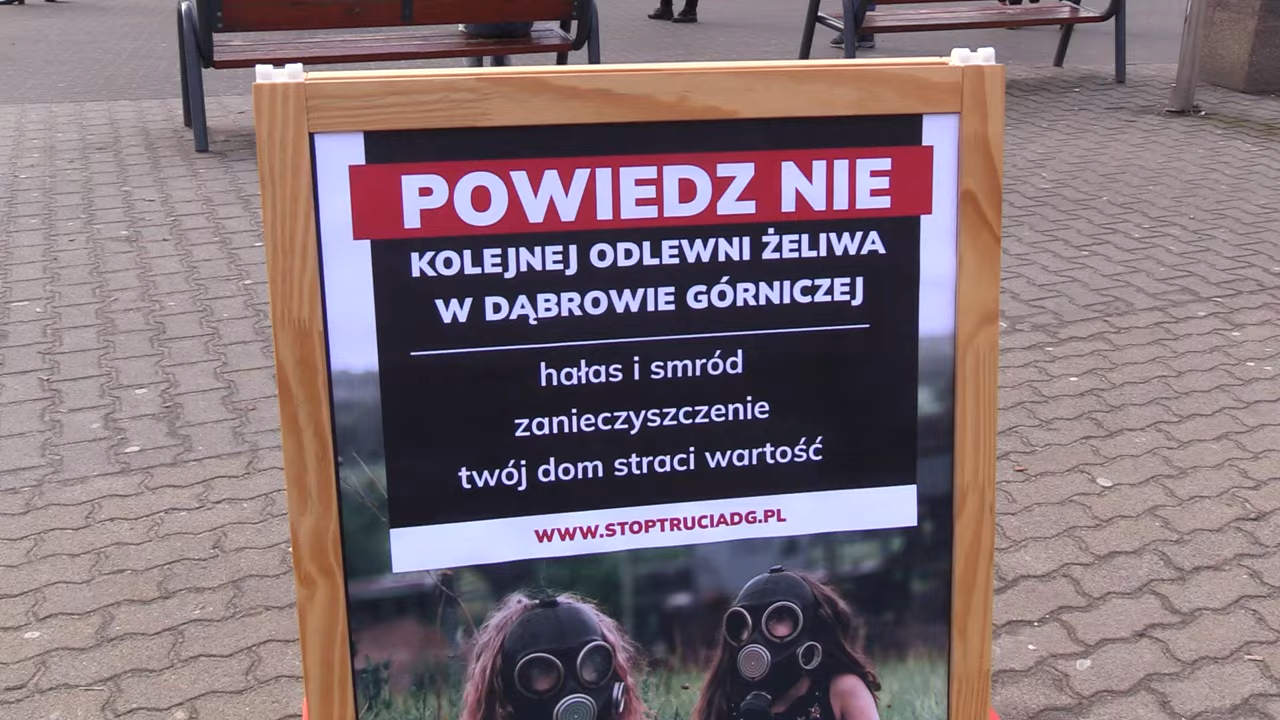 POWIEDZ NIE
KOLEJNEJ ODLEWNI ŻELIWA
W DĄBROWIE GÓRNICZEJ
hałas i smród
zanieczyszczenie
twój dom straci wartość
WWW.STOPTRUCIADG.PL